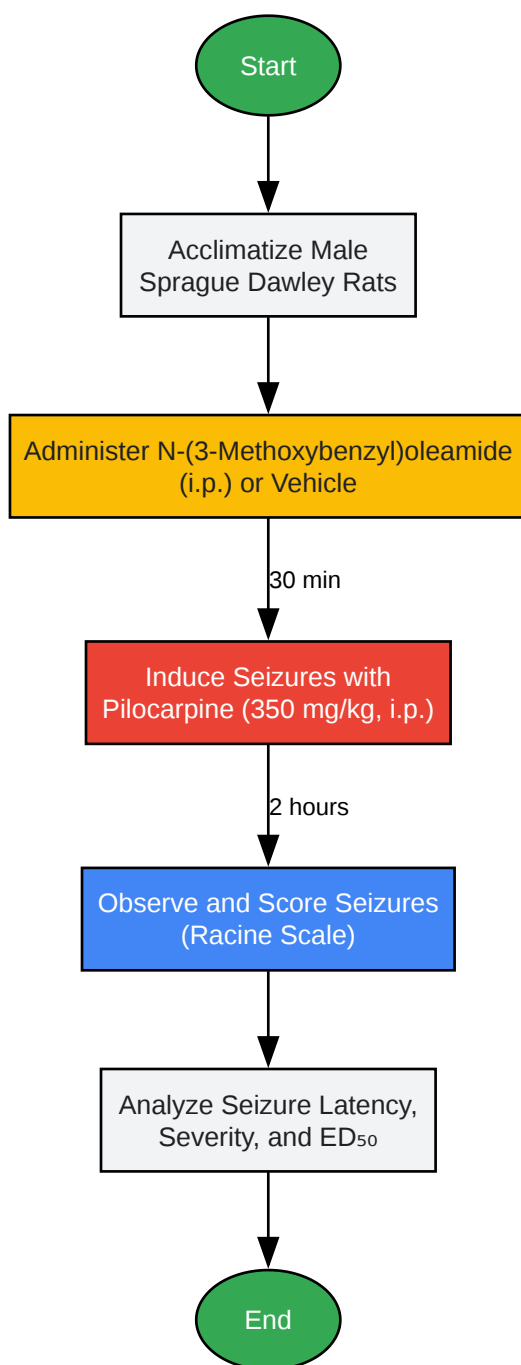 Start
Acclimatize Male
Sprague Dawley Rats
Administer N-(3-Methoxybenzyl)oleamide
(i.p.) or Vehicle
30 min
Induce Seizures with
Pilocarpine (350 mg/kg, i.p.)
2 hours
Observe and Score Seizures
(Racine Scale)
Analyze Seizure Latency,
Severity, and ED₅₀
End